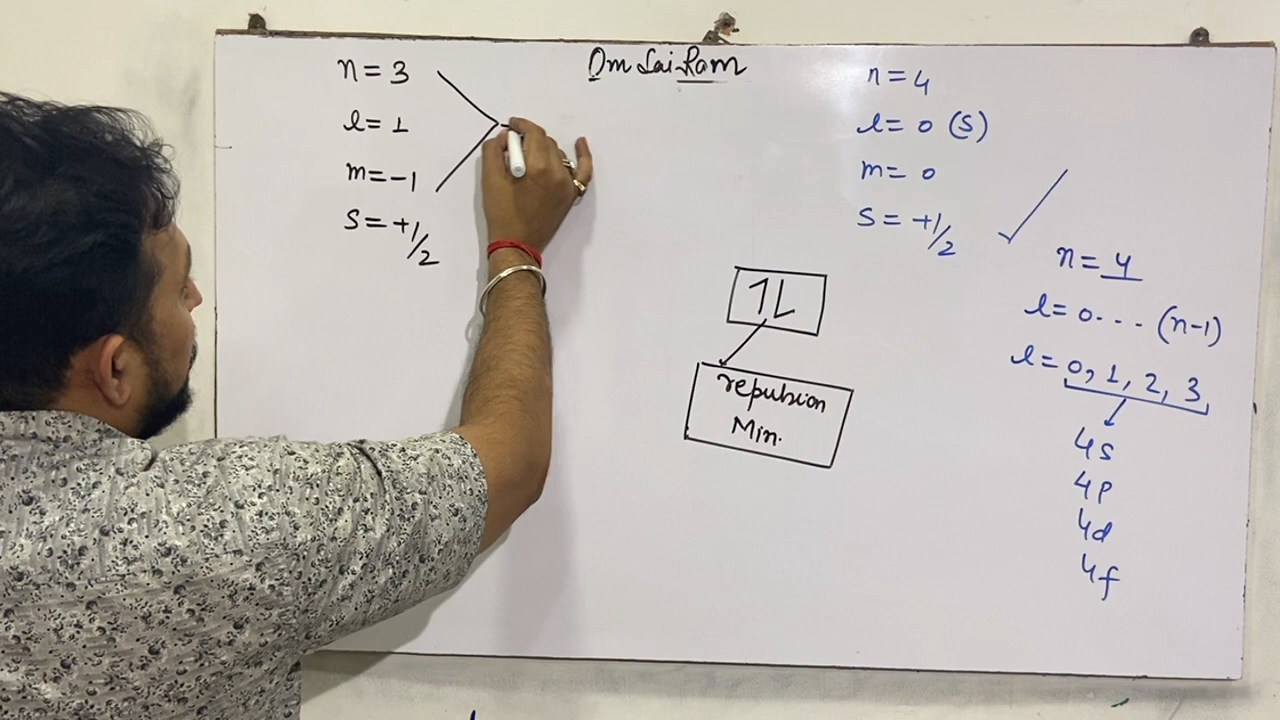 Om Sai Ram
n = 3
l = 1
m = -1
S = +1/2
n = 4
l = 0 (S)
m = 0
S = +1/2
1L
repulsion
Min.
n = 4
l = 0... (n-1)
l = 0, 1, 2, 3
4s
4p
4d
4f